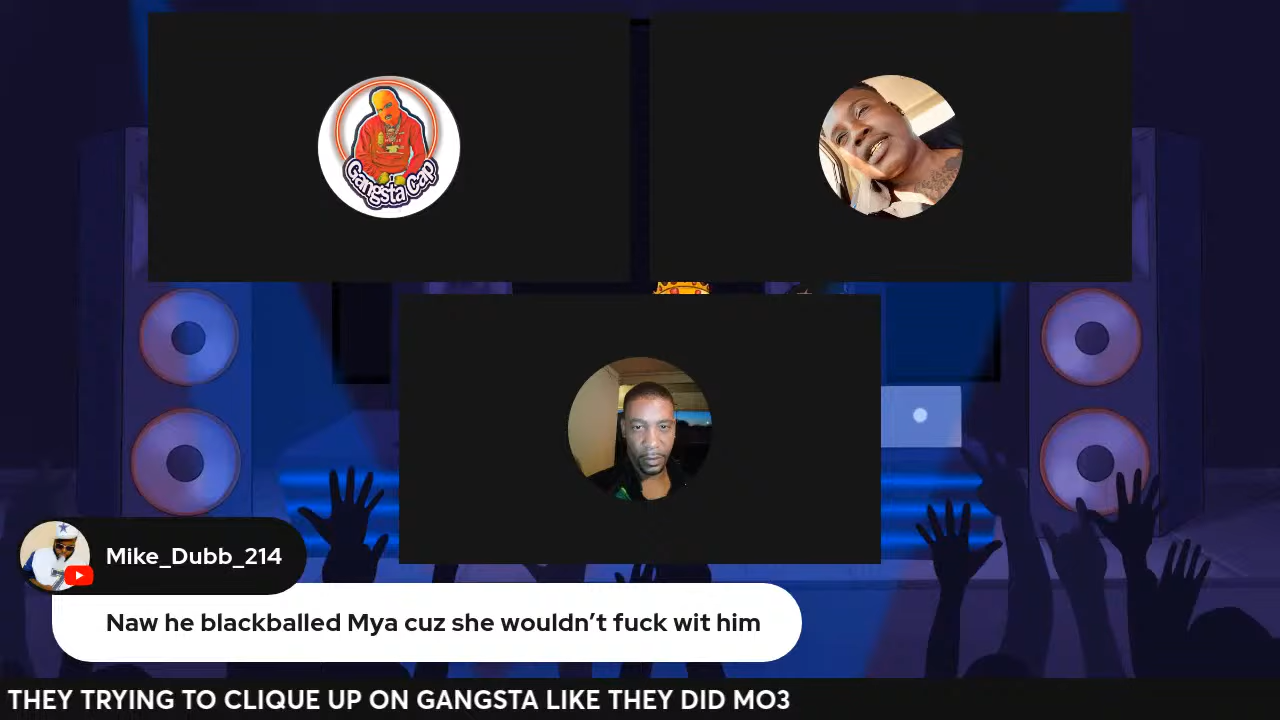 Gangsta Cap
Mike_Dubb_214
Naw he blackballed Mya cuz she wouldn’t fuck wit him
THEY TRYING TO CLIQUE UP ON GANGSTA LIKE THEY DID MO3